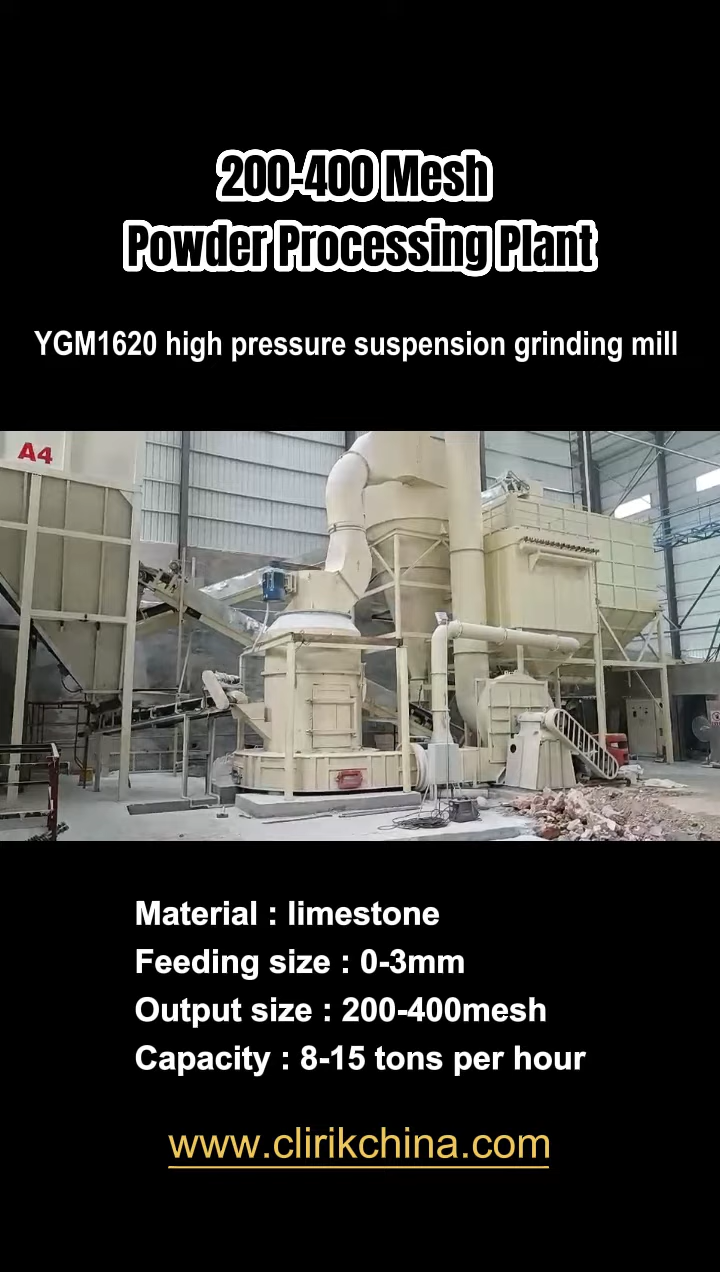 200-400 Mesh
Powder Processing Plant
YGM1620 high pressure suspension grinding mill
A4
Material : limestone
Feeding size : 0-3mm
Output size : 200-400mesh
Capacity : 8-15 tons per hour
www.clirikchina.com